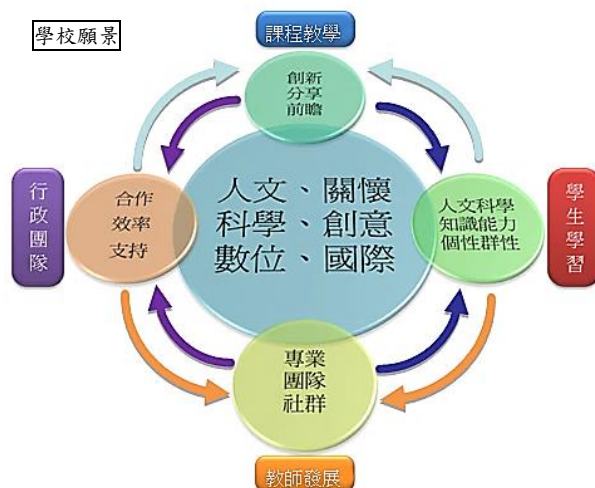 學校願景
課程教學
創新
分享
前瞻
行政團隊
合作
效率
支持
人文、關懷
科學、創意
數位、國際
人文科學
知識能力
個性群性
學生學習
專業
團隊
社群
教師發展